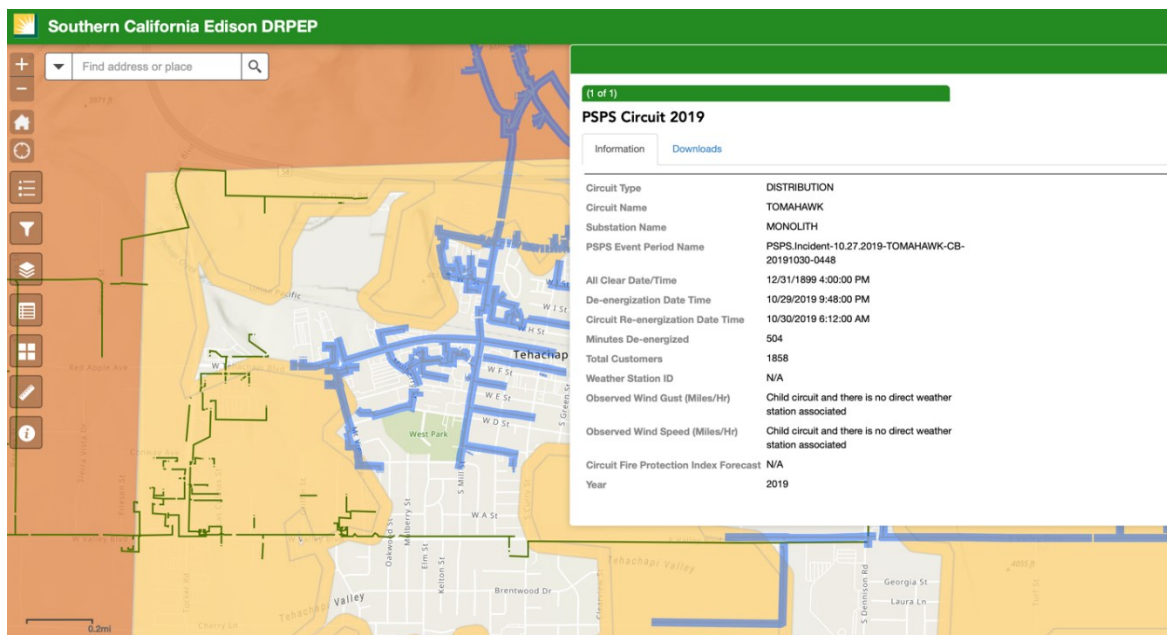 Southern California Edison DRPEP
+
Find address or place
−
(1 of 1)
PSPS Circuit 2019
Information Downloads
Circuit Type DISTRIBUTION
Circuit Name TOMAHAWK
Substation Name MONOLITH
PSPS Event Period Name PSPS.Incident-10.27.2019-TOMAHAWK-CB-
20191030-0448
All Clear Date/Time 12/31/1899 4:00:00 PM
De-energization Date Time 10/29/2019 9:48:00 PM
Circuit Re-energization Date Time 10/30/2019 6:12:00 AM
Minutes De-energized 504
Total Customers 1858
Weather Station ID N/A
Observed Wind Gust (Miles/Hr) Child circuit and there is no direct weather
station associated
Observed Wind Speed (Miles/Hr) Child circuit and there is no direct weather
station associated
Circuit Fire Protection Index Forecast N/A
Year 2019
Pacific
W I St
W H St
Tehachap
Red Apple Ave
W F St
W E St
S Green St
W D St
West Park
S Mill St
W A St
Oakwood St
Mulberry St
Elm St
Kelton St
Brentwood Dr
Tehachapi Valley
Tehachapi Valley
S Dennison Rd
Georgia St
Laura Ln
Cherry Ln
0.2mi